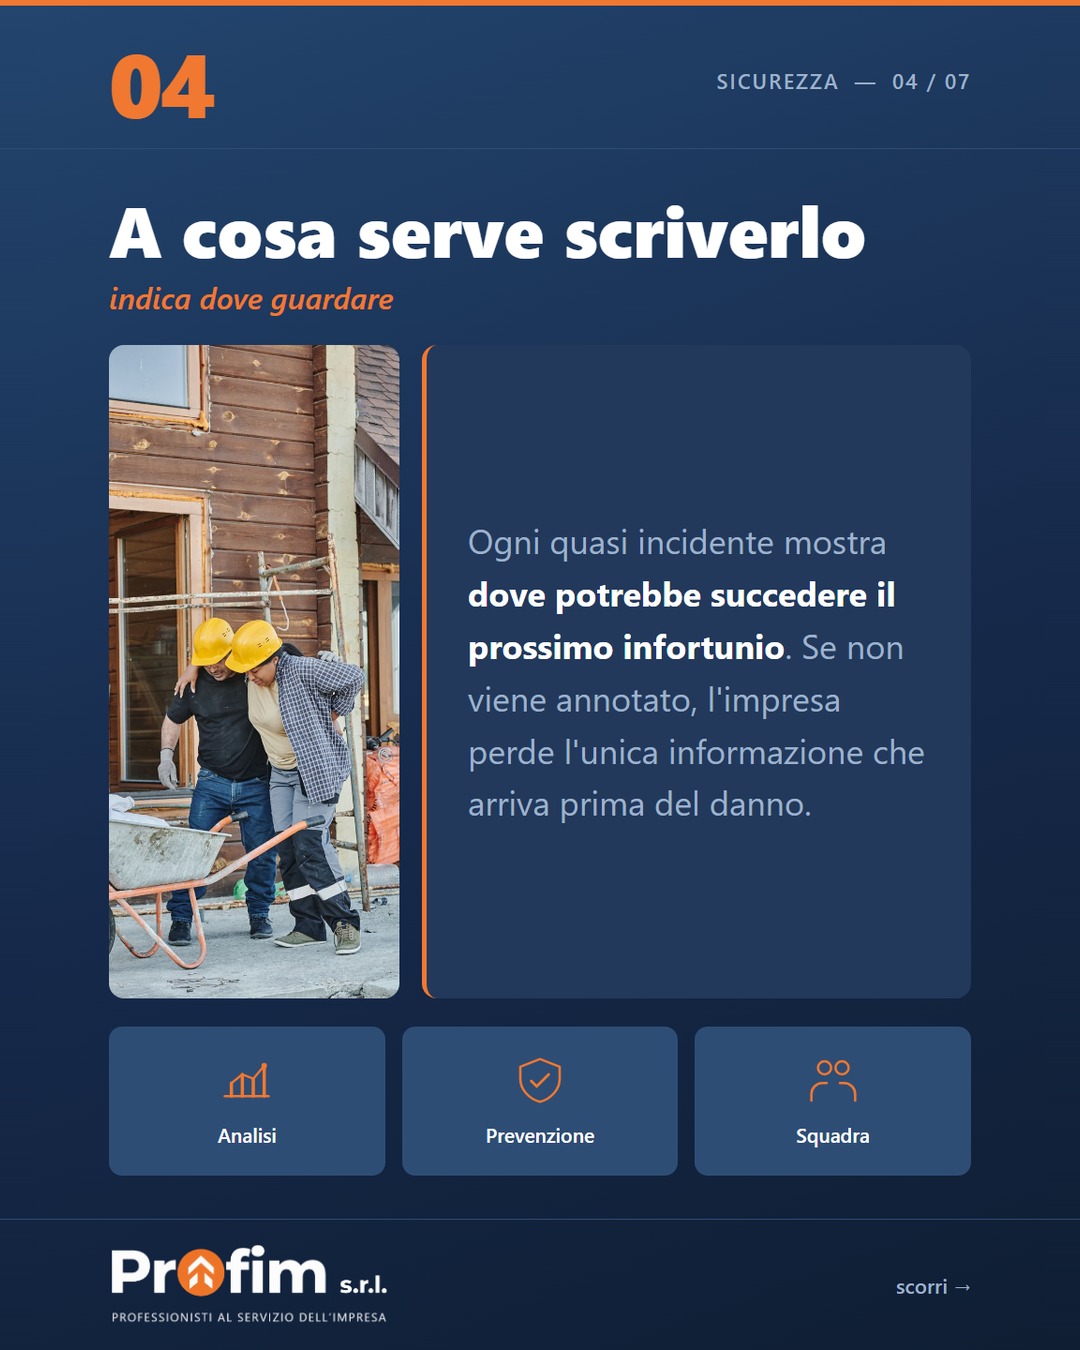 04
SICUREZZA — 04 / 07
A cosa serve scriverlo
indica dove guardare
Ogni quasi incidente mostra
dove potrebbe succedere il
prossimo infortunio. Se non
viene annotato, l'impresa
perde l'unica informazione che
arriva prima del danno.
Analisi
Prevenzione
Squadra
Profim s.r.l.
PROFESSIONISTI AL SERVIZIO DELL'IMPRESA
scorri →